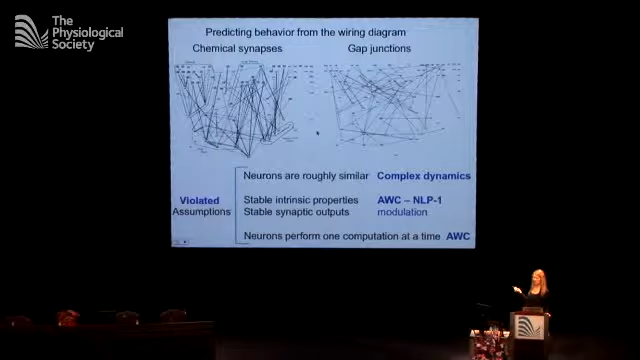 The
Physiological
Society
Predicting behavior from the wiring diagram
Chemical synapses
Gap junctions
Neurons are roughly similar Complex dynamics
Violated
Assumptions
Stable intrinsic properties AWC – NLP-1
Stable synaptic outputs modulation
Neurons perform one computation at a time AWC